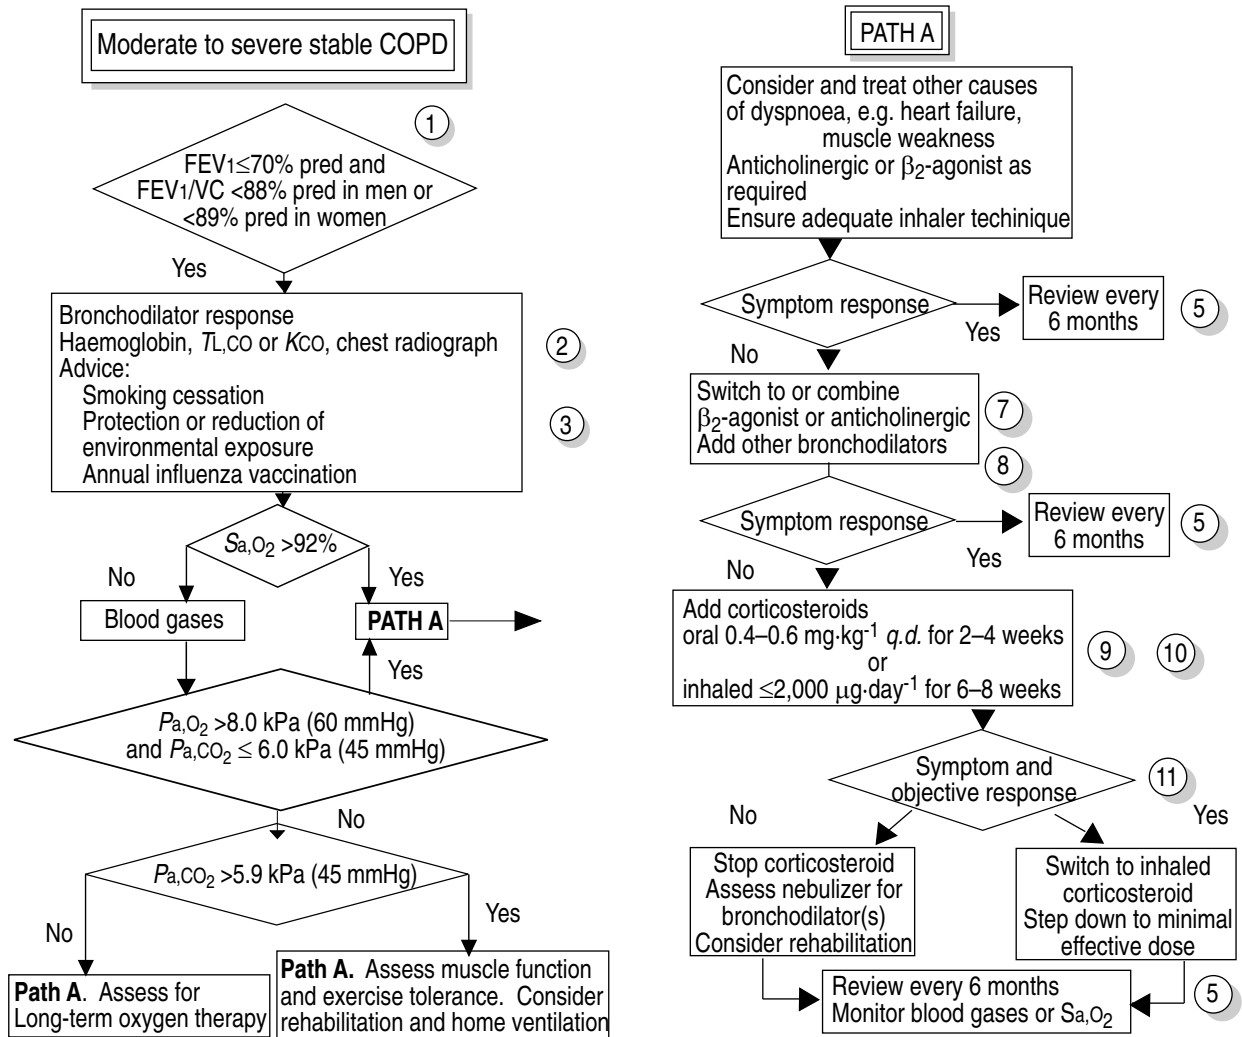 Moderate to severe stable COPD
1
FEV1≤70% pred and
FEV1/VC <88% pred in men or
<89% pred in women
Yes
Bronchodilator response
Haemoglobin, TL,CO or KCO, chest radiograph
Advice:
Smoking cessation
Protection or reduction of
environmental exposure
Annual influenza vaccination
2
3
Sa,O2 >92%
No
Yes
Blood gases
PATH A
Yes
Pa,O2 >8.0 kPa (60 mmHg)
and Pa,CO2 ≤ 6.0 kPa (45 mmHg)
No
Pa,CO2 >5.9 kPa (45 mmHg)
No
Yes
Path A. Assess for
Long-term oxygen therapy
Path A. Assess muscle function
and exercise tolerance. Consider
rehabilitation and home ventilation
PATH A
Consider and treat other causes
of dyspnoea, e.g. heart failure,
muscle weakness
Anticholinergic or β2-agonist as
required
Ensure adequate inhaler techinique
Symptom response
Yes
Review every
6 months
5
No
Switch to or combine
β2-agonist or anticholinergic
Add other bronchodilators
7
8
Symptom response
Yes
Review every
6 months
5
No
Add corticosteroids
oral 0.4–0.6 mg·kg-1 q.d. for 2–4 weeks
or
inhaled ≤2,000 μg·day-1 for 6–8 weeks
9
10
Symptom and
objective response
11
No
Yes
Stop corticosteroid
Assess nebulizer for
bronchodilator(s)
Consider rehabilitation
Switch to inhaled
corticosteroid
Step down to minimal
effective dose
Review every 6 months
Monitor blood gases or Sa,O2
5